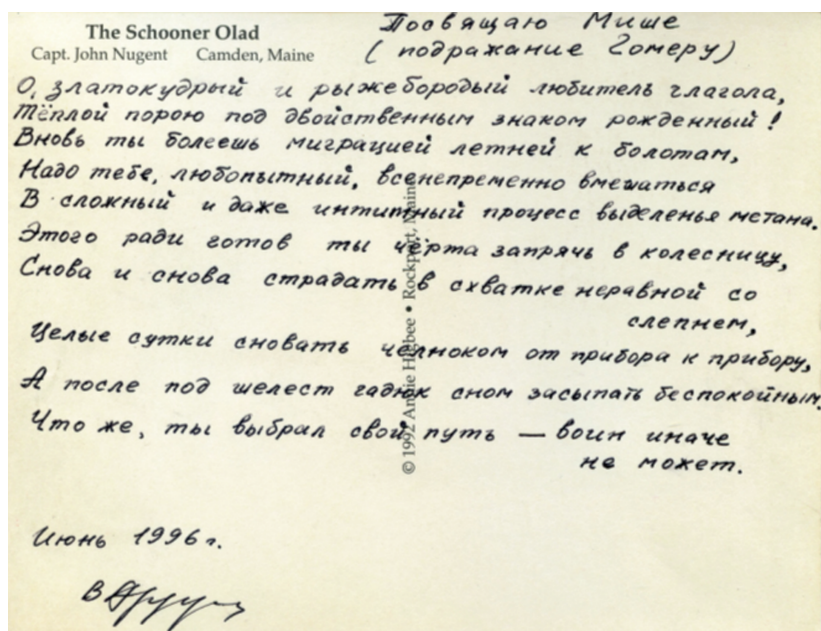 The Schooner Olad
Capt. John Nugent Camden, Maine
Посвящаю Мише
(подражание Гомеру)
О, златокудрый и рыжебородый любитель глагола,
Тёплой порою под двойственным знаком рожденный!
Вновь ты болеешь миграцией летней к болотам,
Надо тебе, любопытный, всенепременно вмешаться
В сложный и даже интимный процесс выделенья метана.
Этого ради готов ты чёрта запрячь в колесницу,
Снова и снова страдать в схватке неравной со
слепнем,
Целые сутки сновать челноком от прибора к прибору,
А после под шелест гадюк сном засыпать беспокойным.
Что же, ты выбрал свой путь — воин иначе
не может.
Июнь 1996 г.
© 1992 Annie Higbee • Rockport, Maine